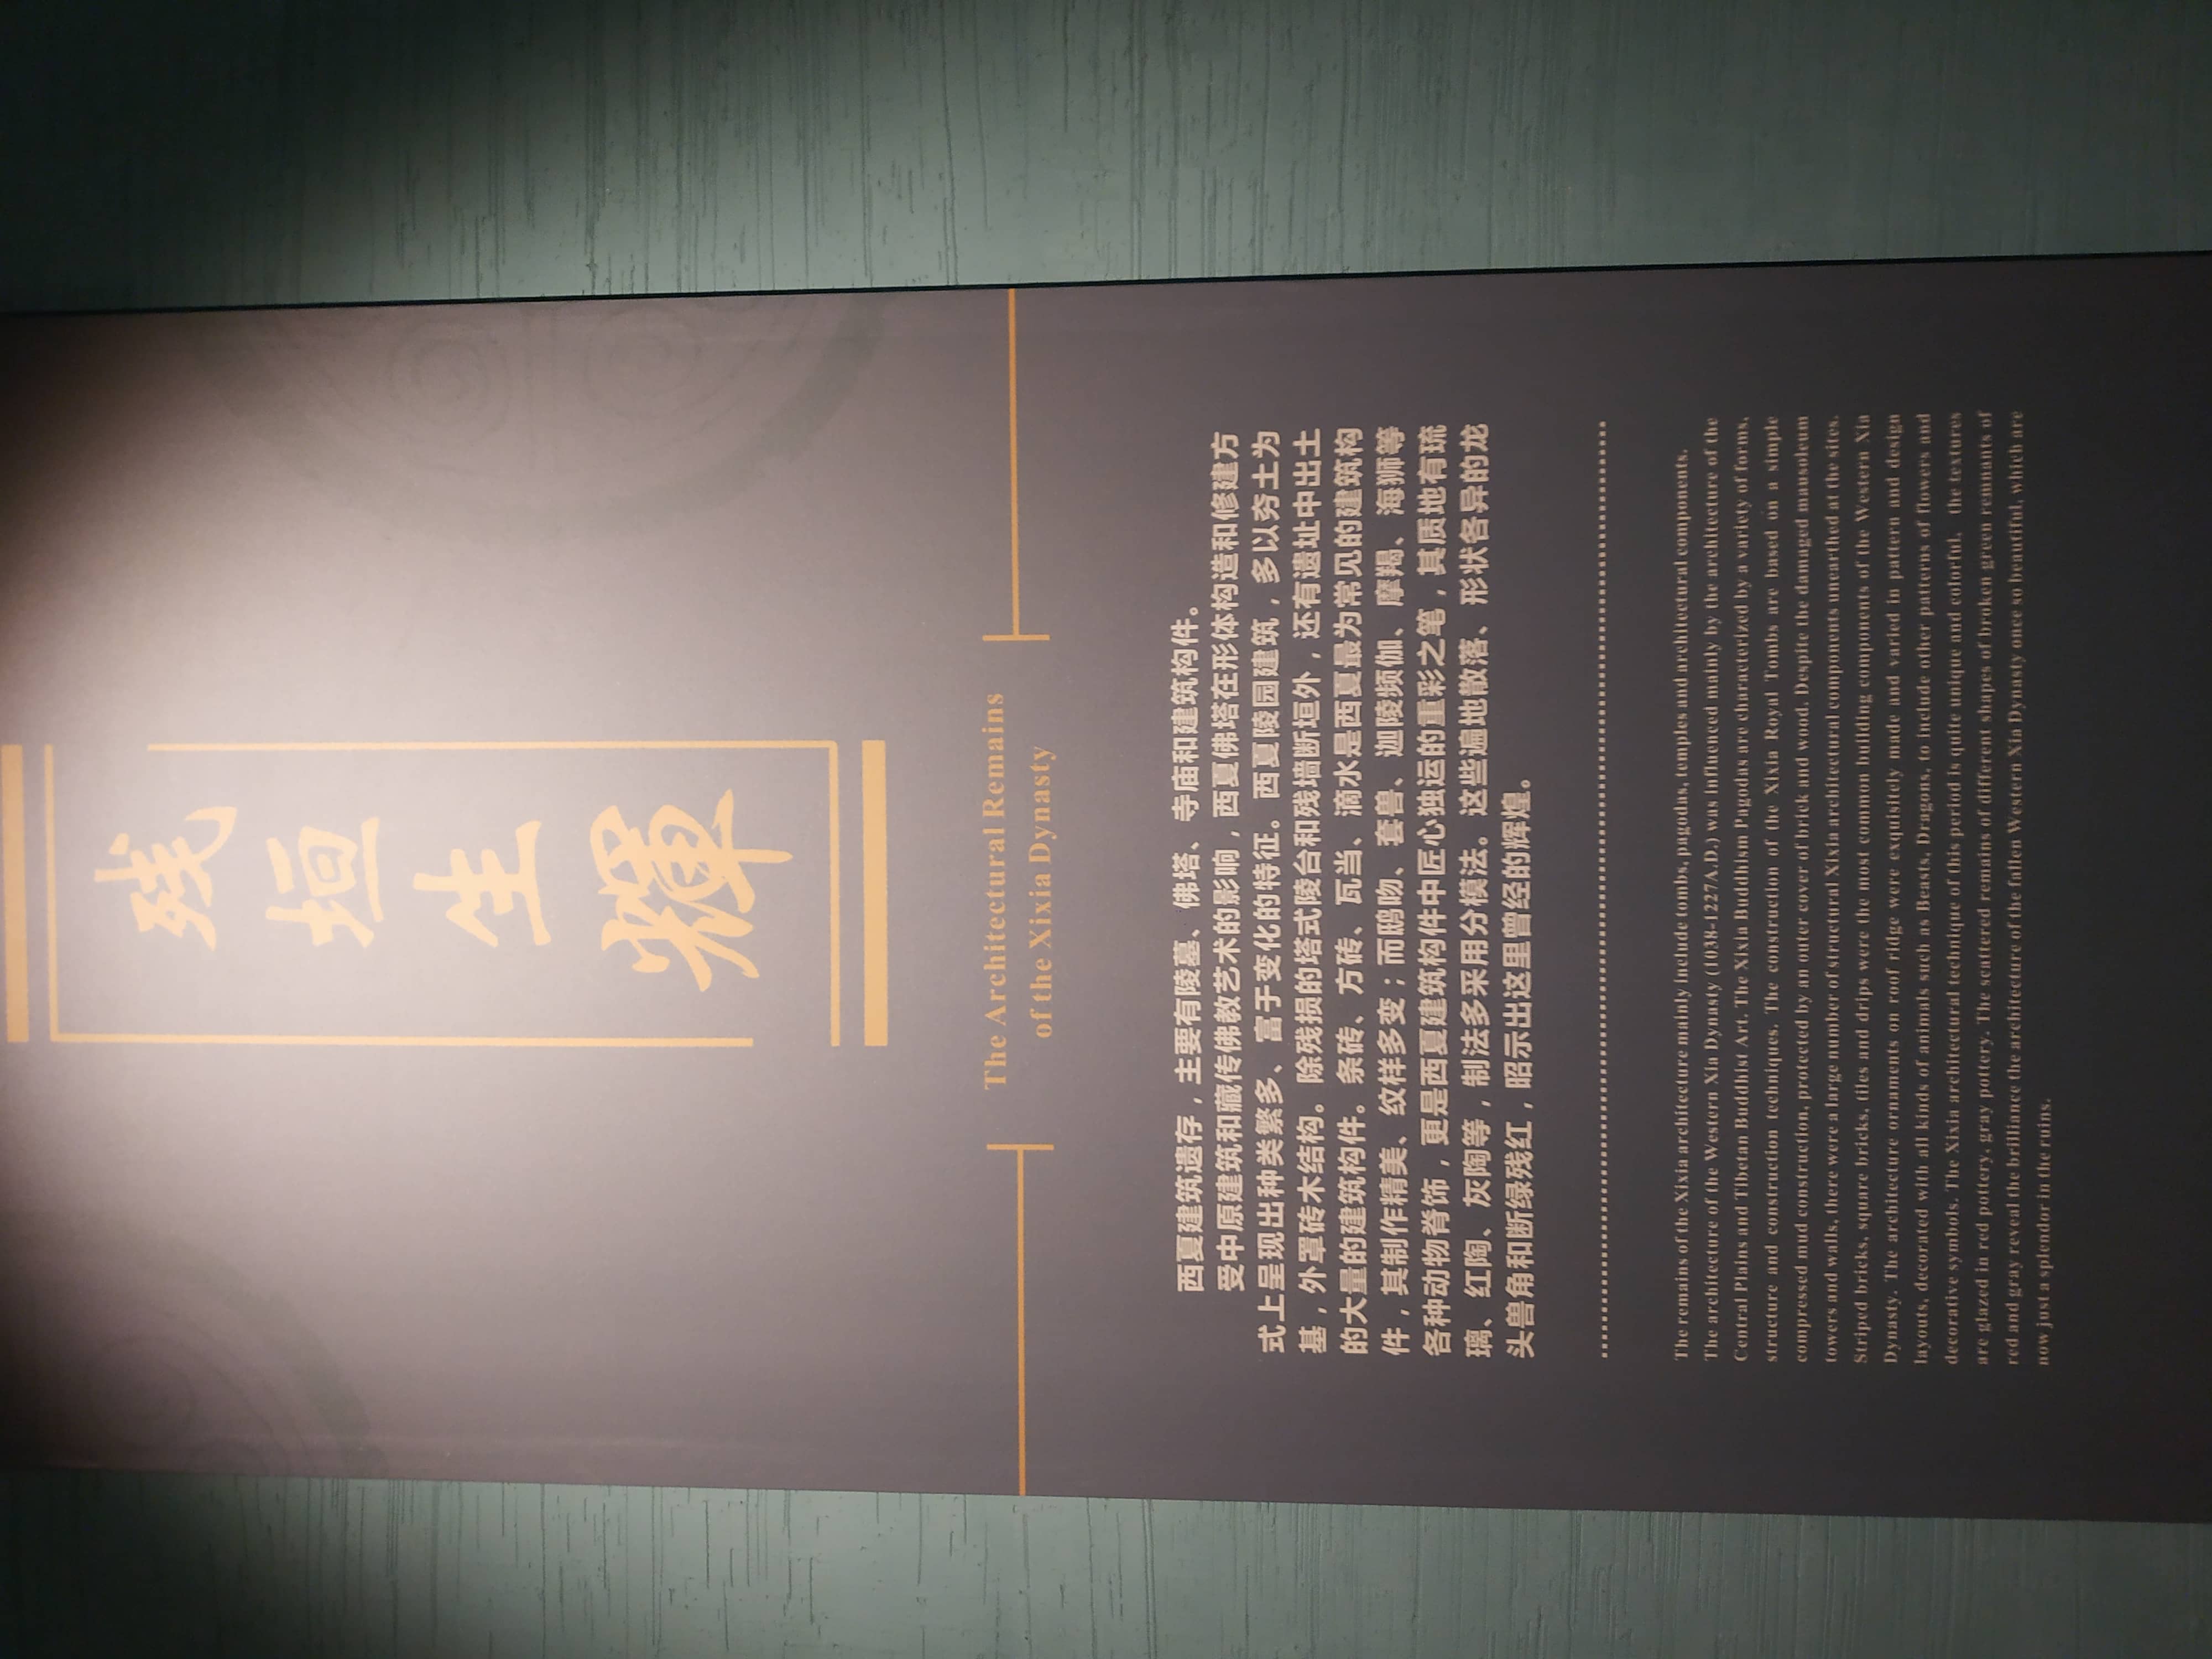 残垣生輝
The Architectural Remains
of the Xixia Dynasty
西夏建筑遗存，主要有陵墓、佛塔、寺庙和建筑构件。
受中原建筑和藏传佛教艺术的影响，西夏佛塔在形体构造和修建方
式上呈现出种类繁多、富于变化的特征。西夏陵园建筑，多以夯土为
基，外罩砖木结构。除残损的塔式陵台和残墙断垣外，还有遗址中出土
的大量的建筑构件。条砖、方砖、瓦当、滴水是西夏最为常见的建筑构
件，其制作精美、纹样多变；而鸱吻、套兽、迦陵频伽、摩羯、海狮等
各种动物脊饰，更是西夏建筑构件中匠心独运的重彩之笔，其质地有琉
璃、红陶、灰陶等，制法多采用分模法。这些遍地散落、形状各异的龙
头兽角和断绿残红，昭示出这里曾经的辉煌。
The remains of the Xixia architecture mainly include tombs, pagodas, temples and architectural components.
The architecture of the Western Xia Dynasty (1038-1227A.D.) was influenced mainly by the architecture of the
Central Plains and Tibetan Buddhist Art. The Xixia Buddhism Pagodas are characterized by a variety of forms,
structure and construction techniques. The construction of the Xixia Royal Tombs are based on a simple
compressed mud construction, protected by an outer cover of brick and wood. Despite the damaged mausoleum
towers and walls, there were a large number of structural Xixia architectural components unearthed at the sites.
Striped bricks, square bricks, tiles and drips were the most common building components of the Western Xia
Dynasty. The architecture ornaments on roof ridge were exquisitely made and varied in pattern and design
layouts, decorated with all kinds of animals such as Beasts, Dragons, to include other patterns of flowers and
decorative symbols. The Xixia architectural technique of this period is quite unique and colorful, the textures
are glazed in red pottery, gray pottery. The scattered remains of different shapes of broken green remnants of
red and gray reveal the brilliance the architecture of the fallen Western Xia Dynasty once so beautiful, which are
now just a splendor in the ruins.